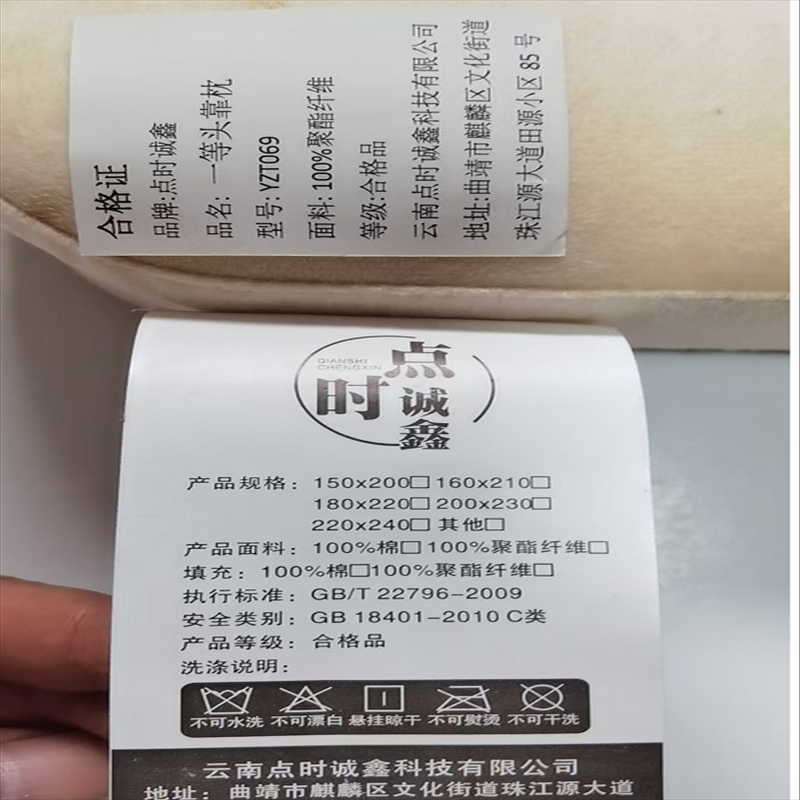 合格证
品牌:点时诚鑫
品名: 一等头靠枕
型号: YZT069
面料: 100%聚酯纤维
等级:合格品
云南点时诚鑫科技有限公司
地址:曲靖市麒麟区文化街道
珠江源大道田源小区 85 号
QIANSHI
CHENGXIN
点
时
诚
鑫
产品规格：150x200□ 160x210□
180x220□ 200x230□
220x240□ 其他□
产品面料：100%棉□ 100%聚酯纤维□
填充：100%棉□100%聚酯纤维□
执行标准：GB/T 22796-2009
安全类别：GB 18401-2010 C类
产品等级：合格品
洗涤说明：
不可水洗 不可漂白 悬挂晾干 不可熨烫 不可干洗
云南点时诚鑫科技有限公司
地址：曲靖市麒麟区文化街道珠江源大道